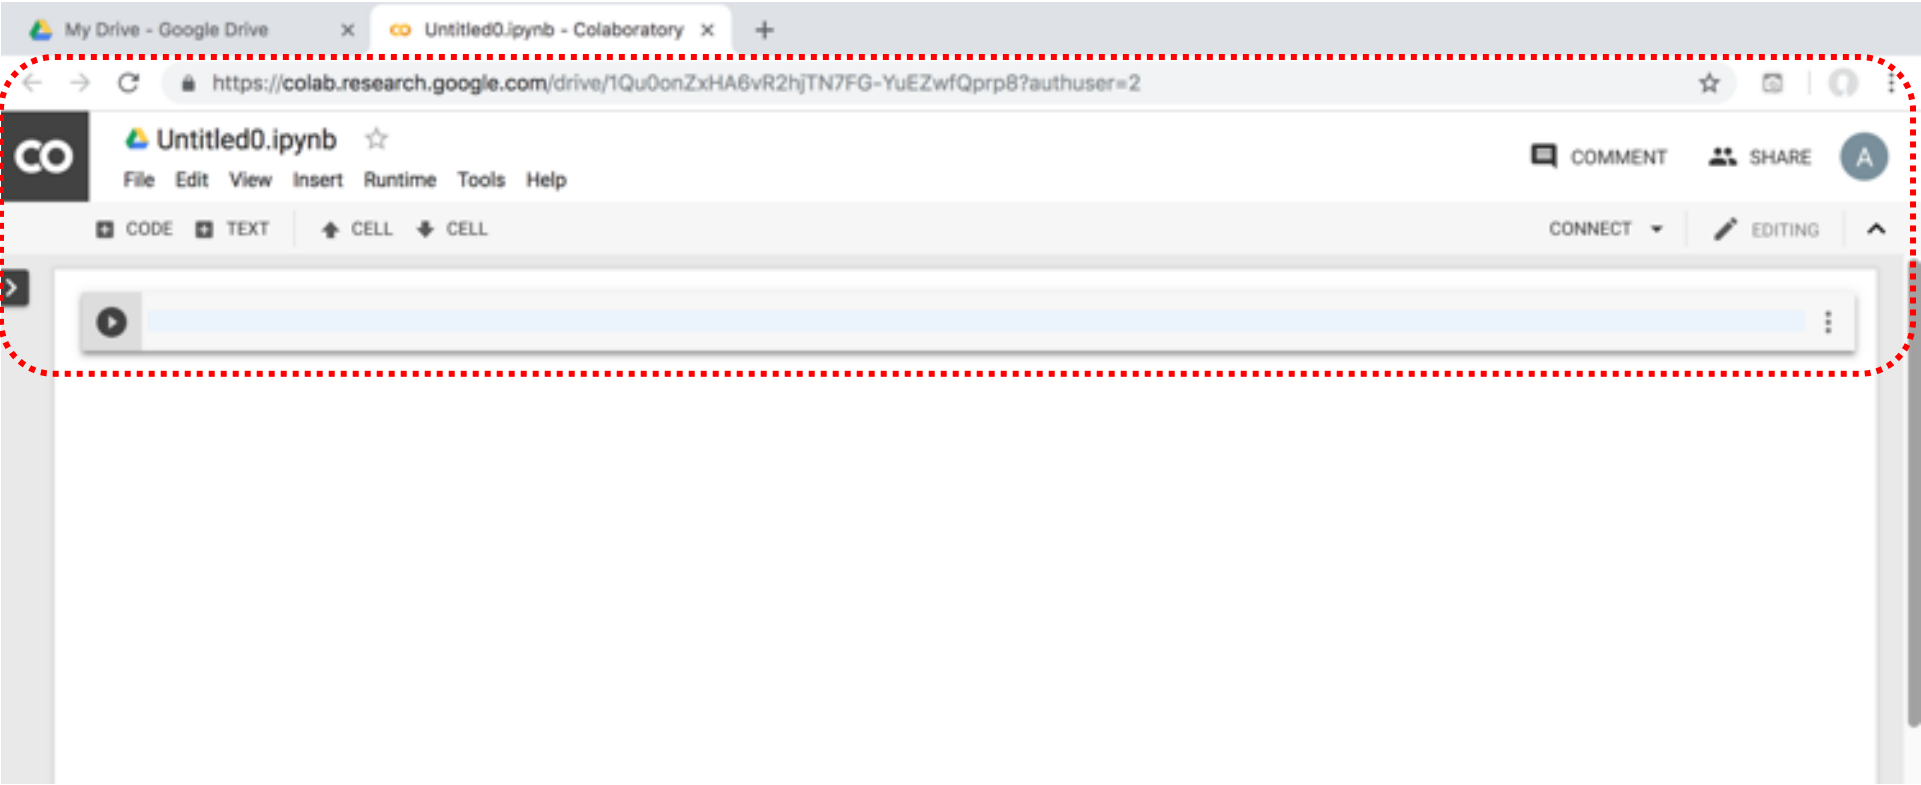 My Drive - Google Drive
Untitled0.ipynb - Colaboratory
https://colab.research.google.com/drive/1Qu0onZxHA6vR2hjTN7FG-YuEZwfQprp8?authuser=2
CO
Untitled0.ipynb
COMMENT SHARE A
File Edit View Insert Runtime Tools Help
CODE TEXT CELL CELL CONNECT EDITING